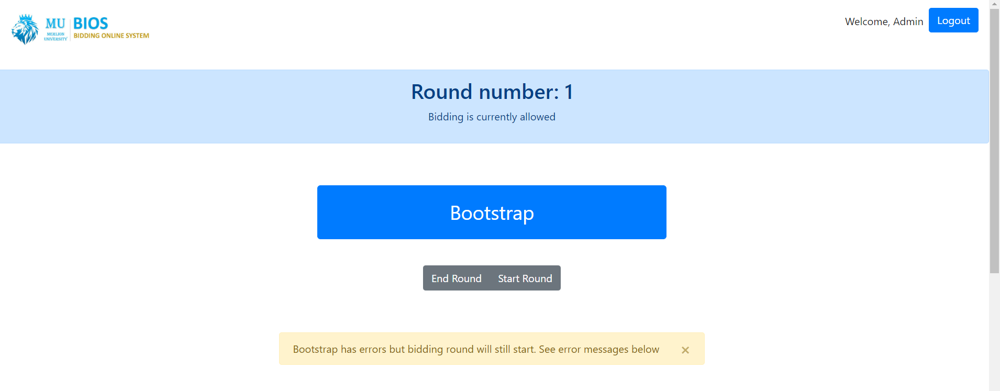 MU
MERLION
UNIVERSITY
BIOS
BIDDING ONLINE SYSTEM
Welcome, Admin
Logout
Round number: 1
Bidding is currently allowed
Bootstrap
End Round
Start Round
Bootstrap has errors but bidding round will still start. See error messages below ×